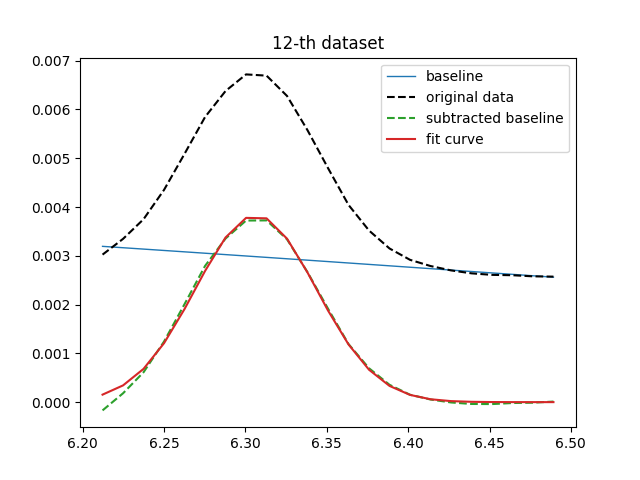 12-th dataset
0.007
0.006
0.005
0.004
0.003
0.002
0.001
0.000
baseline
original data
subtracted baseline
fit curve
6.20 6.25 6.30 6.35 6.40 6.45 6.50